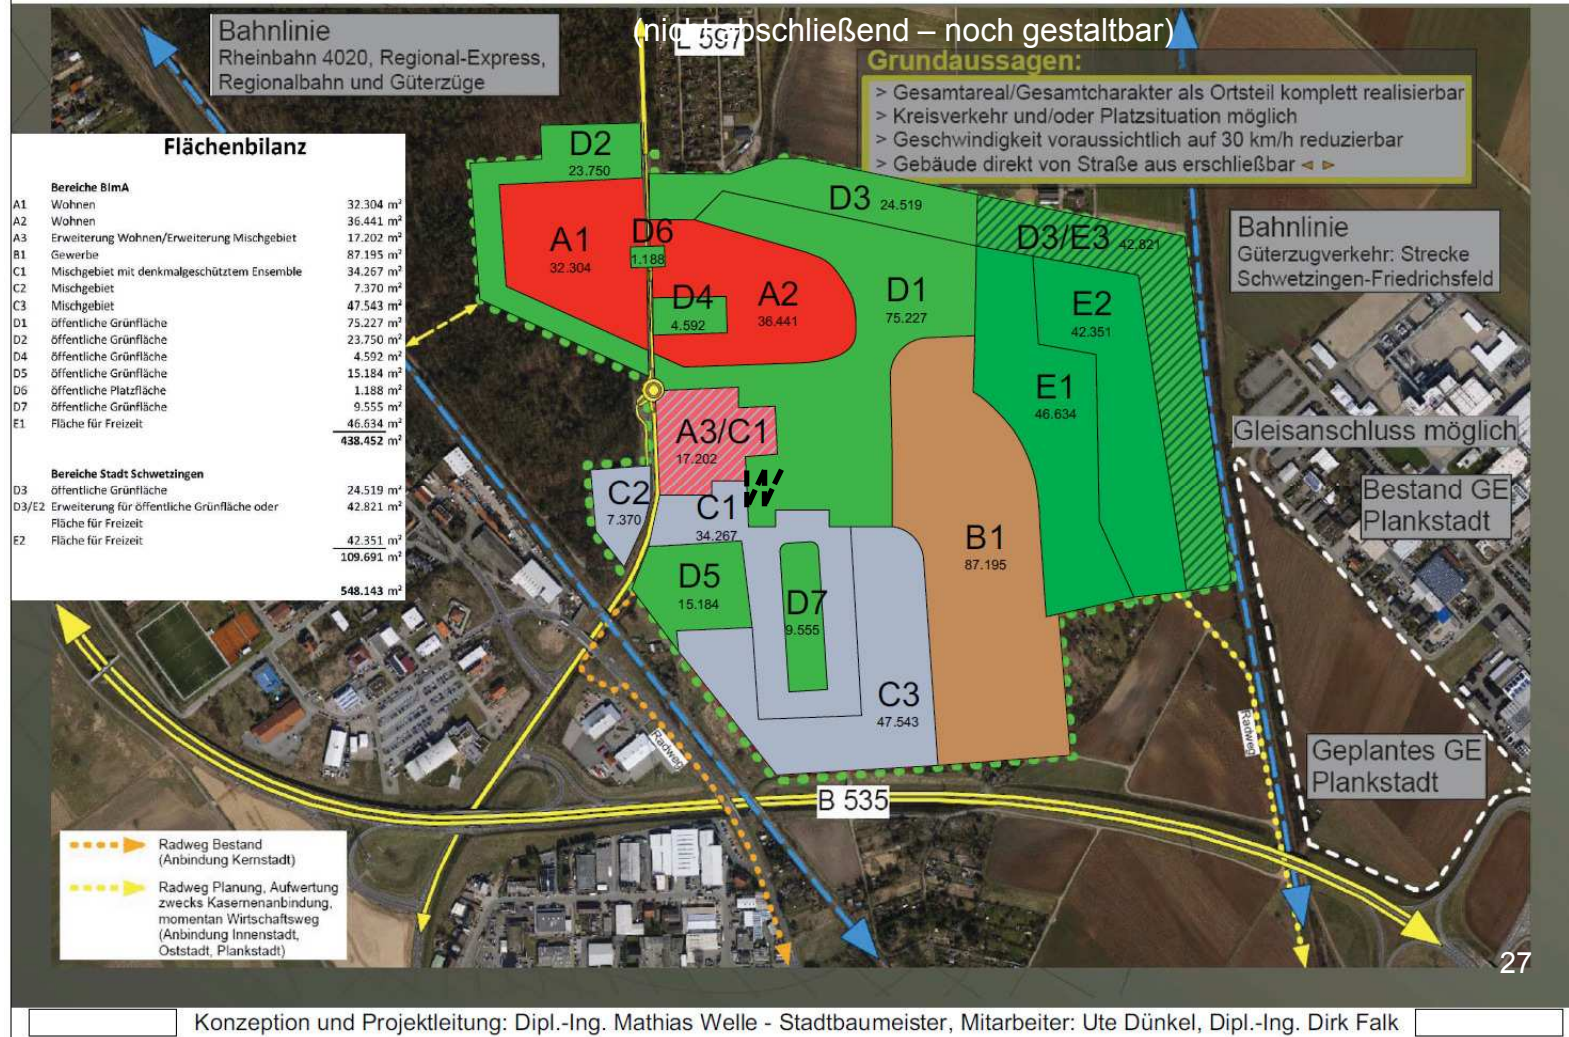 (nicht abschließend – noch gestaltbar)
Bahnlinie
Rheinbahn 4020, Regional-Express,
Regionalbahn und Güterzüge
L 597
Grundaussagen:
> Gesamtareal/Gesamtcharakter als Ortsteil komplett realisierbar
> Kreisverkehr und/oder Platzsituation möglich
> Geschwindigkeit voraussichtlich auf 30 km/h reduzierbar
> Gebäude direkt von Straße aus erschließbar ◄ ►
Flächenbilanz
Bereiche BImA
A1 Wohnen 32.304 m²
A2 Wohnen 36.441 m²
A3 Erweiterung Wohnen/Erweiterung Mischgebiet 17.202 m²
B1 Gewerbe 87.195 m²
C1 Mischgebiet mit denkmalgeschütztem Ensemble 34.267 m²
C2 Mischgebiet 7.370 m²
C3 Mischgebiet 47.543 m²
D1 öffentliche Grünfläche 75.227 m²
D2 öffentliche Grünfläche 23.750 m²
D4 öffentliche Grünfläche 4.592 m²
D5 öffentliche Grünfläche 15.184 m²
D6 öffentliche Platzfläche 1.188 m²
D7 öffentliche Grünfläche 9.555 m²
E1 Fläche für Freizeit 46.634 m²
438.452 m²
Bereiche Stadt Schwetzingen
D3 öffentliche Grünfläche 24.519 m²
D3/E2 Erweiterung für öffentliche Grünfläche oder 42.821 m²
Fläche für Freizeit
E2 Fläche für Freizeit 42.351 m²
109.691 m²
548.143 m²
D2
23.750
D3 24.519
D3/E3 42.821
A1
32.304
D6
1.188
D4
4.592
A2
36.441
D1
75.227
E2
42.351
E1
46.634
A3/C1
17.202
W
C2
7.370
C1
34.267
B1
87.195
D5
15.184
D7
9.555
C3
47.543
Bahnlinie
Güterzugverkehr: Strecke
Schwetzingen-Friedrichsfeld
Gleisanschluss möglich
Bestand GE
Plankstadt
Geplantes GE
Plankstadt
Radweg
Radweg
B 535
Radweg Bestand
(Anbindung Kernstadt)
Radweg Planung, Aufwertung
zwecks Kasernenanbindung,
momentan Wirtschaftsweg
(Anbindung Innenstadt,
Oststadt, Plankstadt)
27
Konzeption und Projektleitung: Dipl.-Ing. Mathias Welle - Stadtbaumeister, Mitarbeiter: Ute Dünkel, Dipl.-Ing. Dirk Falk